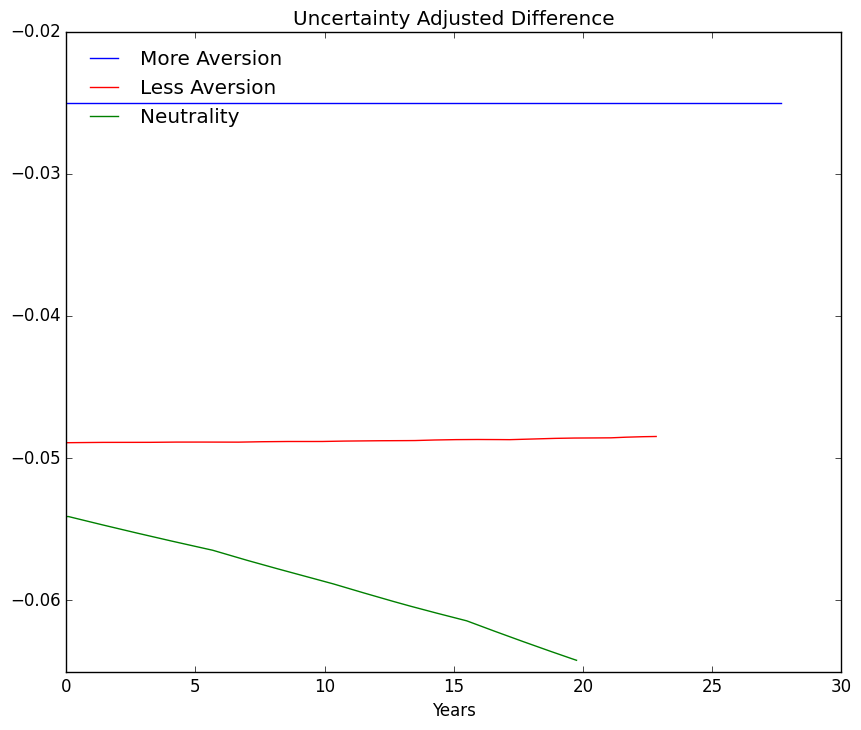 Uncertainty Adjusted Difference
−0.02
More Aversion
Less Aversion
Neutrality
−0.03
−0.04
−0.05
−0.06
0 5 10 15 20 25 30
Years